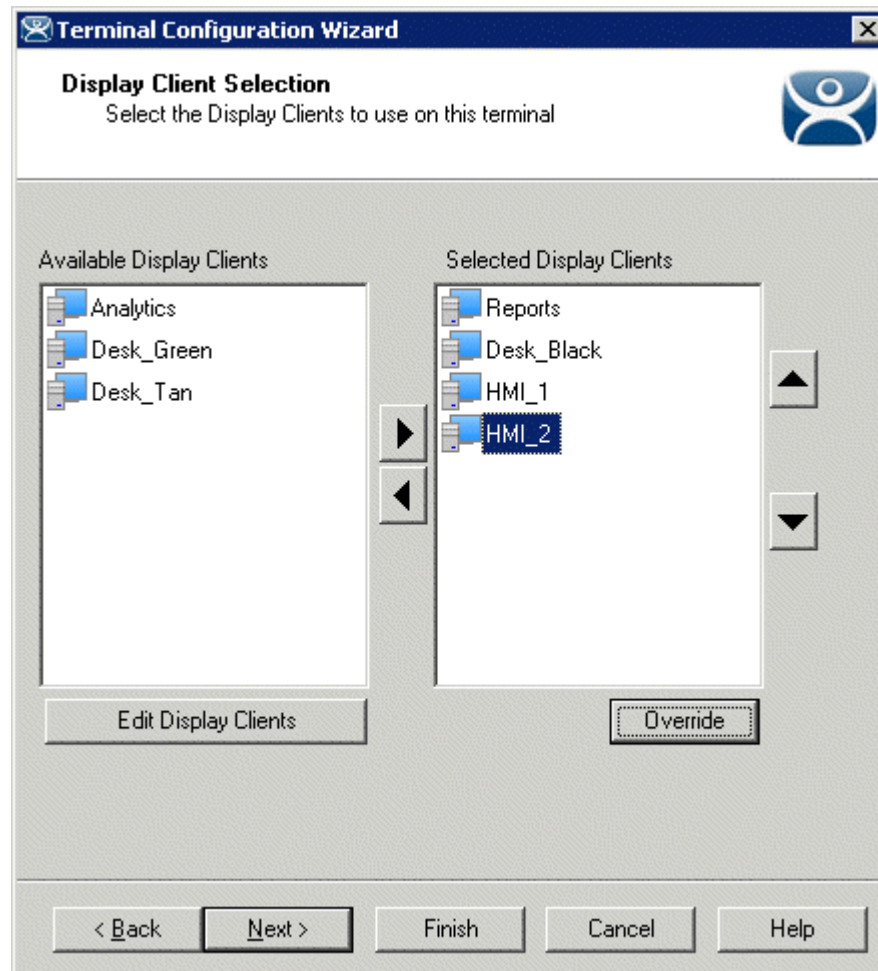 Terminal Configuration Wizard
Display Client Selection
Select the Display Clients to use on this terminal
Available Display Clients
Analytics
Desk_Green
Desk_Tan
Edit Display Clients
Selected Display Clients
Reports
Desk_Black
HMI_1
HMI_2
Override
< Back
Next >
Finish
Cancel
Help